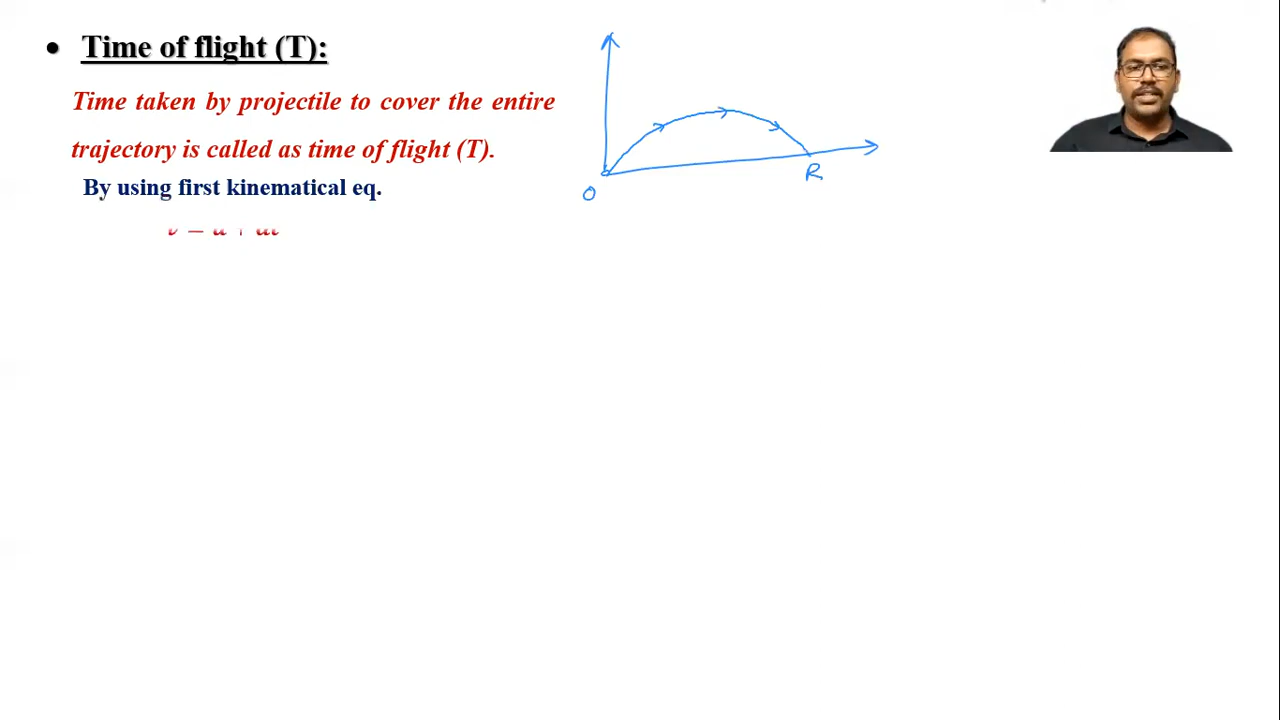 • Time of flight (T):
Time taken by projectile to cover the entire
trajectory is called as time of flight (T).
By using first kinematical eq.
O
R